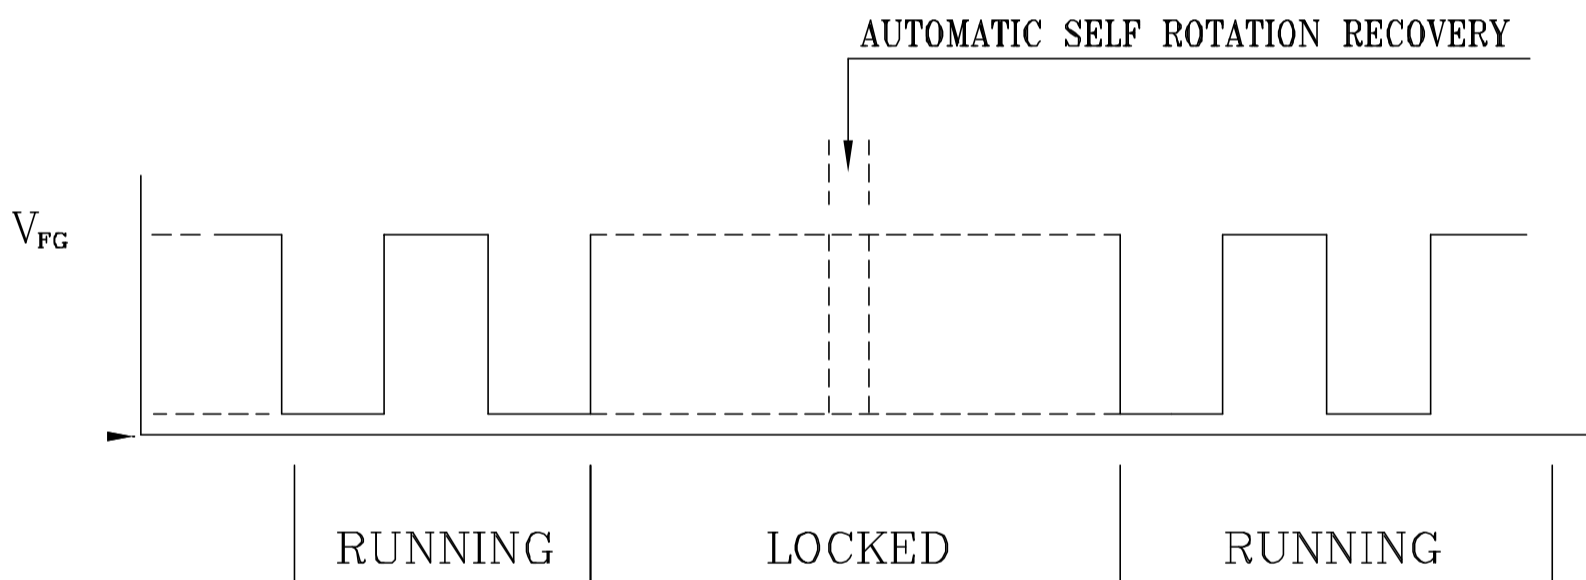 AUTOMATIC SELF ROTATION RECOVERY
VFG
RUNNING
LOCKED
RUNNING